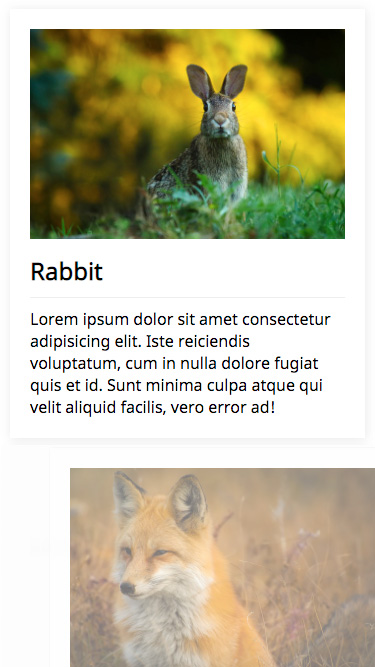 Rabbit
Lorem ipsum dolor sit amet consectetur
adipisicing elit. Iste reiciendis
voluptatum, cum in nulla dolore fugiat
quis et id. Sunt minima culpa atque qui
velit aliquid facilis, vero error ad!